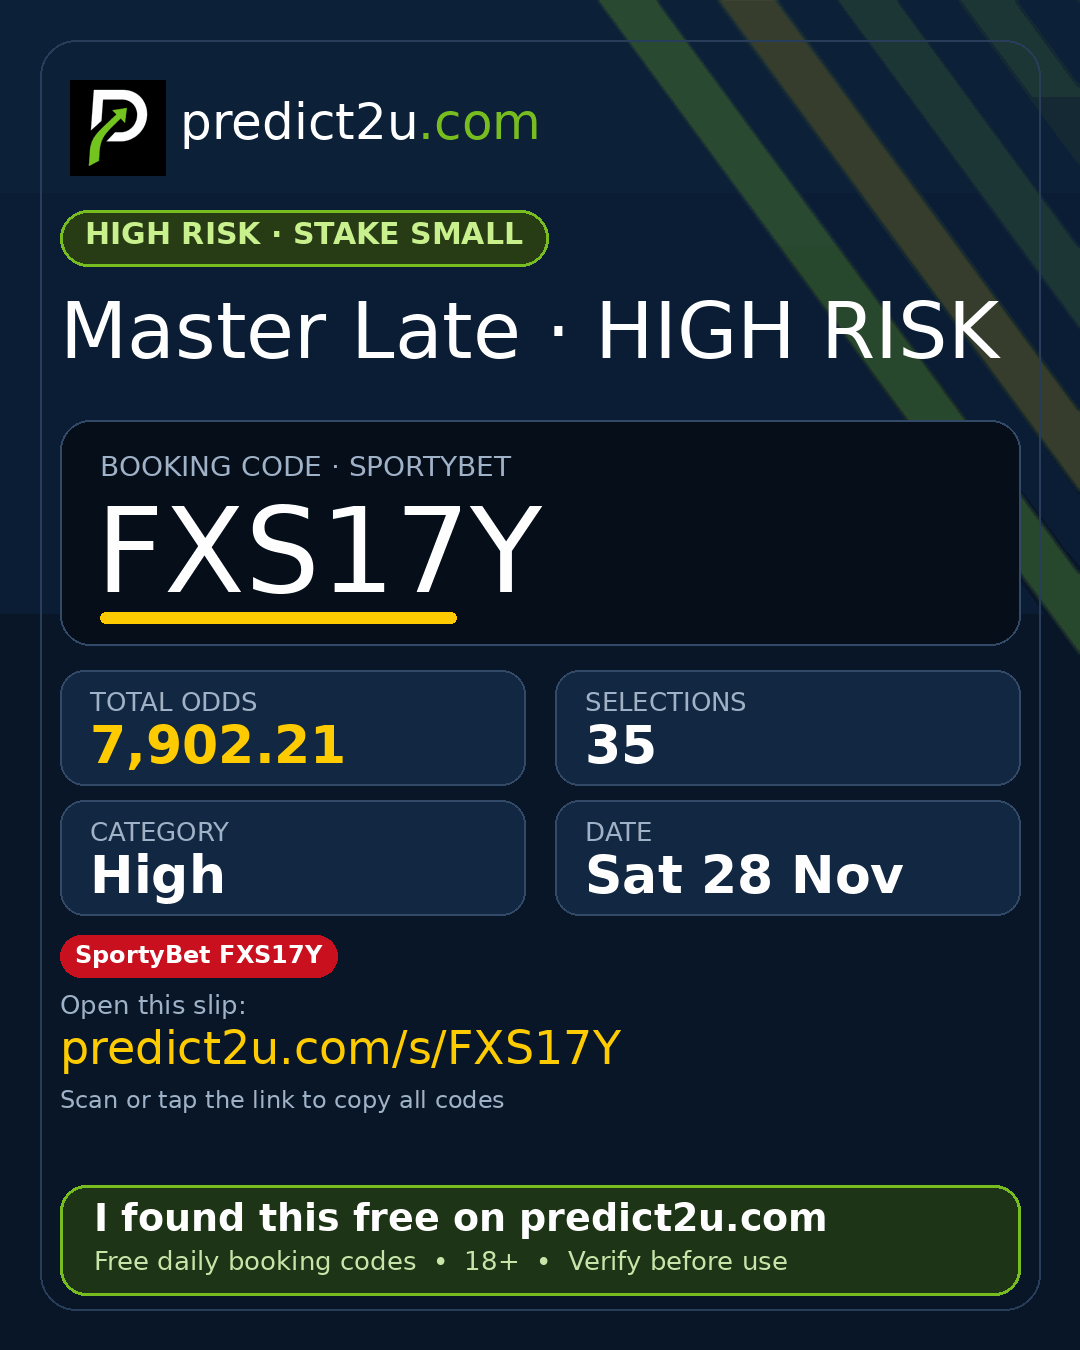 predict2u.com
HIGH RISK · STAKE SMALL
Master Late · HIGH RISK
BOOKING CODE · SPORTYBET
FXS17Y
TOTAL ODDS
7,902.21
SELECTIONS
35
CATEGORY
High
DATE
Sat 28 Nov
SportyBet FXS17Y
Open this slip:
predict2u.com/s/FXS17Y
Scan or tap the link to copy all codes
I found this free on predict2u.com
Free daily booking codes • 18+ • Verify before use